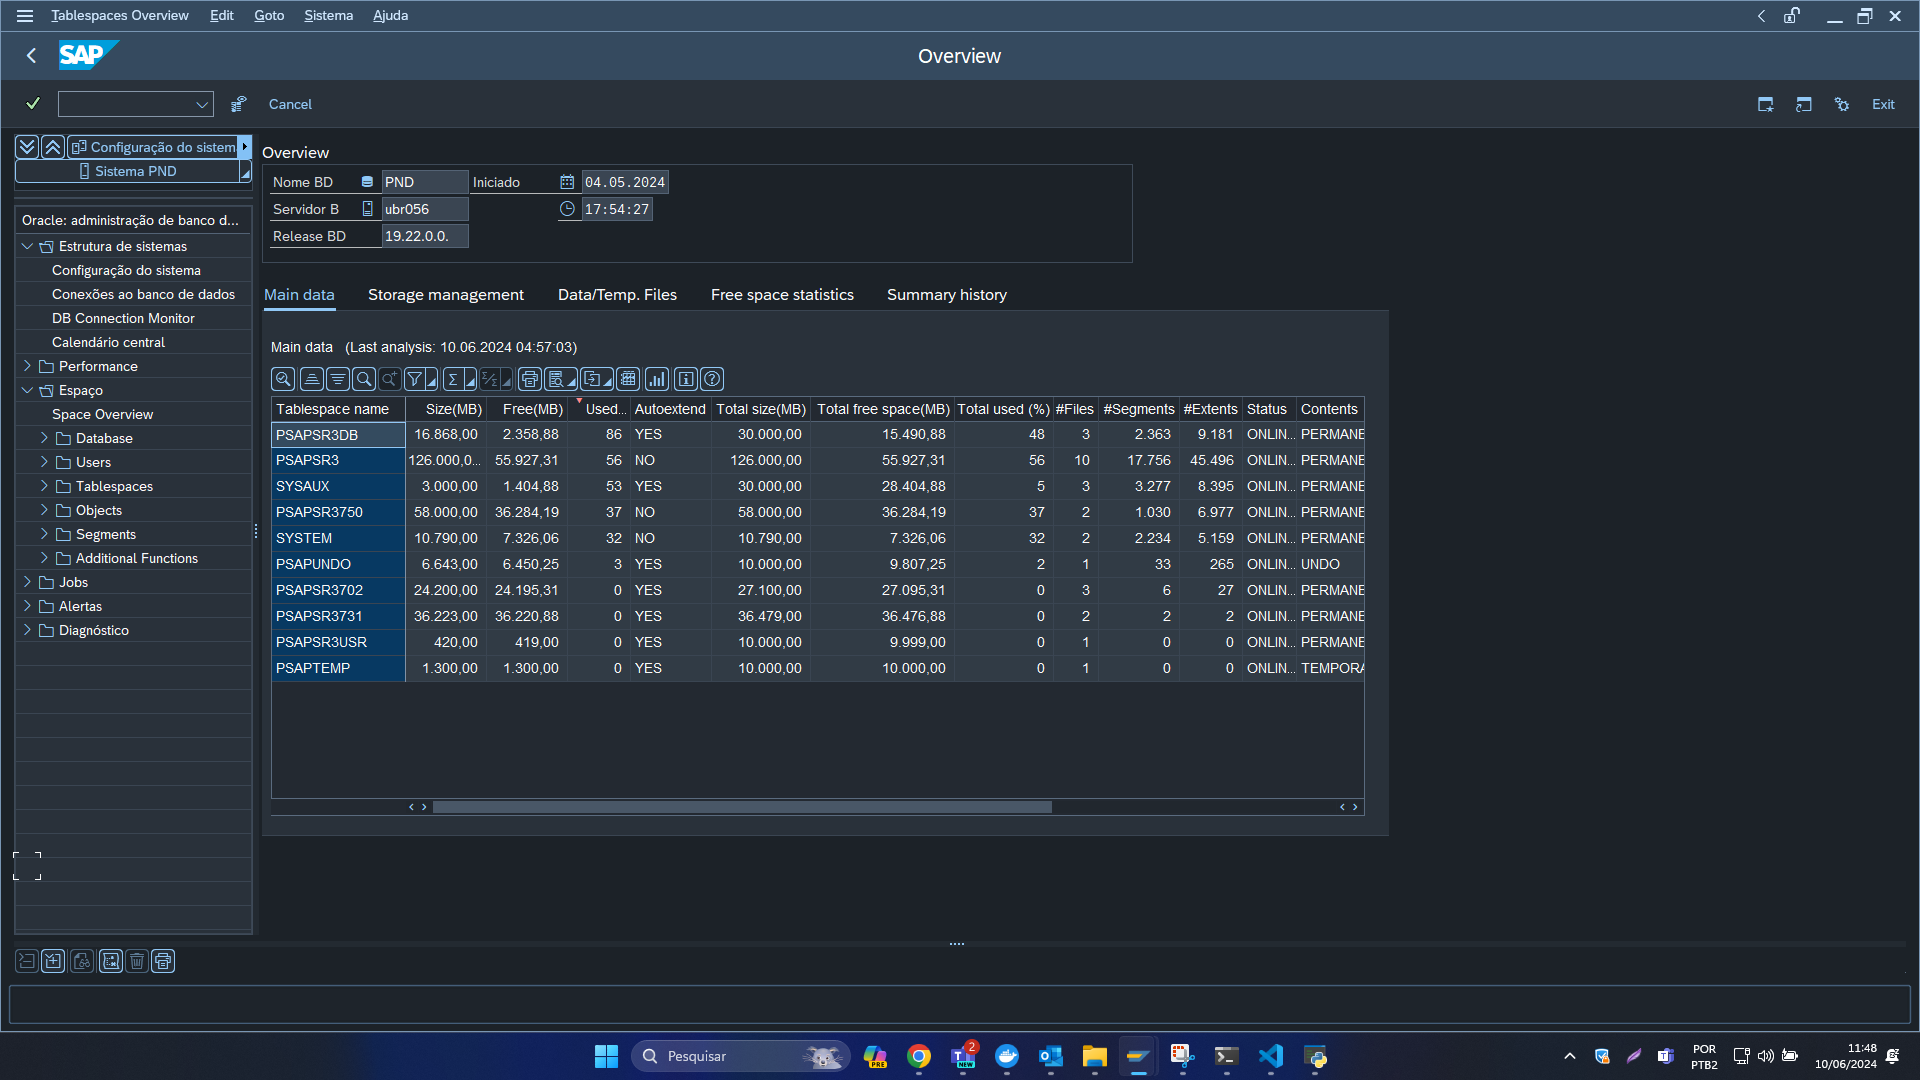 Tablespaces Overview Edit Goto Sistema Ajuda
SAP
Overview
Cancel Exit
Configuração do sistema
Sistema PND
Oracle: administração de banco d...
Estrutura de sistemas
Configuração do sistema
Conexões ao banco de dados
DB Connection Monitor
Calendário central
Performance
Espaço
Space Overview
Database
Users
Tablespaces
Objects
Segments
Additional Functions
Jobs
Alertas
Diagnóstico
Overview
Nome BD PND Iniciado 04.05.2024
Servidor B ubr056 17:54:27
Release BD 19.22.0.0.
Main data Storage management Data/Temp. Files Free space statistics Summary history
Main data (Last analysis: 10.06.2024 04:57:03)
Tablespace name Size(MB) Free(MB) Used... Autoextend Total size(MB) Total free space(MB) Total used (%) #Files #Segments #Extents Status Contents
PSAPSR3DB 16.868,00 2.358,88 86 YES 30.000,00 15.490,88 48 3 2.363 9.181 ONLIN... PERMANE
PSAPSR3 126.000,0... 55.927,31 56 NO 126.000,00 55.927,31 56 10 17.756 45.496 ONLIN... PERMANE
SYSAUX 3.000,00 1.404,88 53 YES 30.000,00 28.404,88 5 3 3.277 8.395 ONLIN... PERMANE
PSAPSR3750 58.000,00 36.284,19 37 NO 58.000,00 36.284,19 37 2 1.030 6.977 ONLIN... PERMANE
SYSTEM 10.790,00 7.326,06 32 NO 10.790,00 7.326,06 32 2 2.234 5.159 ONLIN... PERMANE
PSAPUNDO 6.643,00 6.450,25 3 YES 10.000,00 9.807,25 2 1 33 265 ONLIN... UNDO
PSAPSR3702 24.200,00 24.195,31 0 YES 27.100,00 27.095,31 0 3 6 27 ONLIN... PERMANE
PSAPSR3731 36.223,00 36.220,88 0 YES 36.479,00 36.476,88 0 2 2 2 ONLIN... PERMANE
PSAPSR3USR 420,00 419,00 0 YES 10.000,00 9.999,00 0 1 0 0 ONLIN... PERMANE
PSAPTEMP 1.300,00 1.300,00 0 YES 10.000,00 10.000,00 0 1 0 0 ONLIN... TEMPORA
Pesquisar PRE 2 NEW POR 11:48
PTB2 10/06/2024